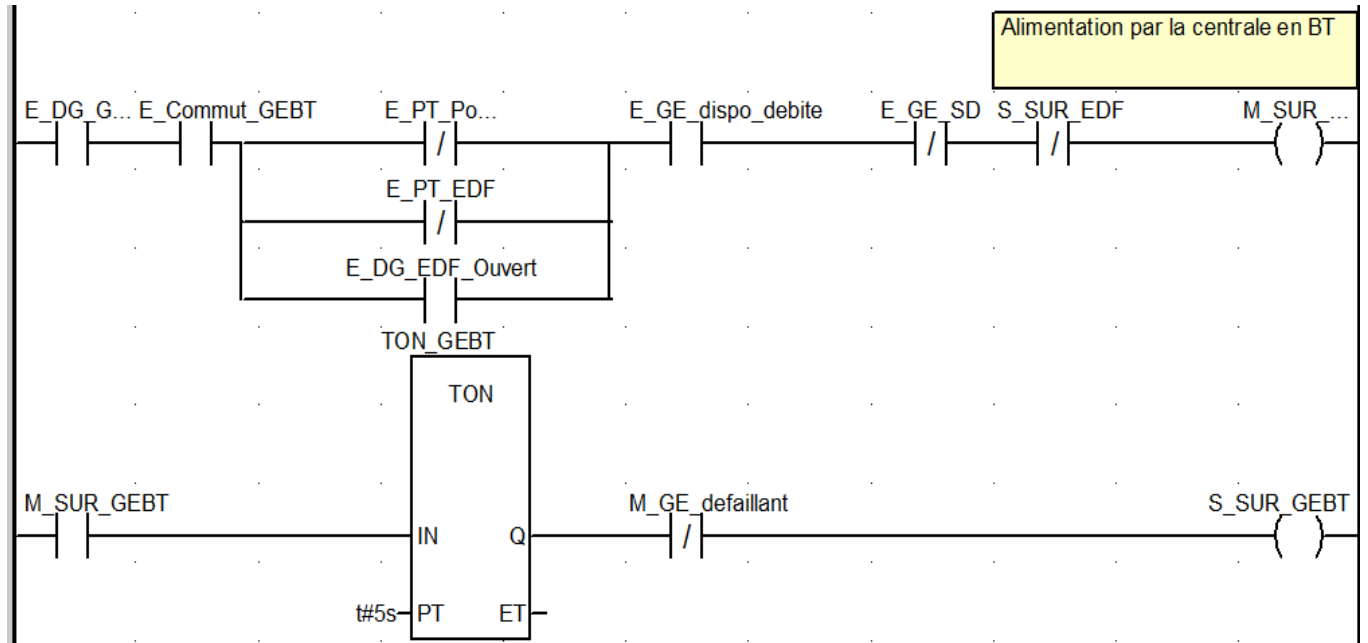 Alimentation par la centrale en BT
E_DG_G... E_Commut_GEBT E_PT_Po... E_GE_dispo_debite E_GE_SD S_SUR_EDF M_SUR_...
/ / /
E_PT_EDF
/
E_DG_EDF_Ouvert
TON_GEBT
TON
M_SUR_GEBT M_GE_defaillant S_SUR_GEBT
IN Q /
t#5s PT ET